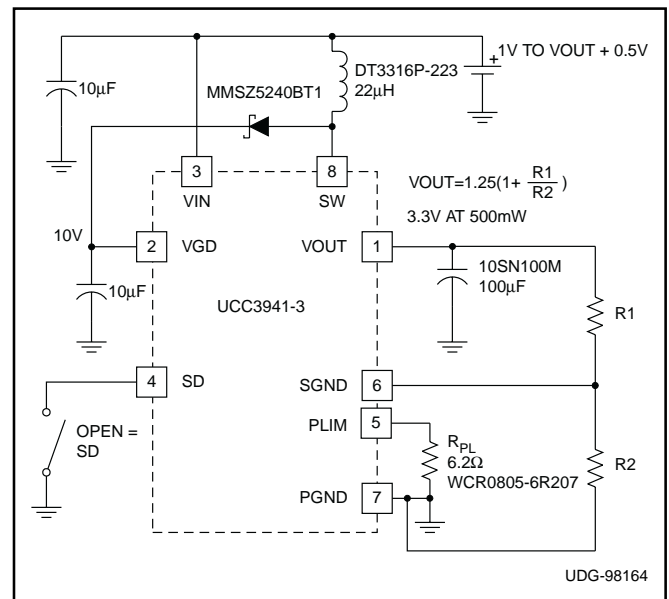 1V TO VOUT + 0.5V
+
DT3316P-223
22µH
10µF
MMSZ5240BT1
3
VIN
8
SW
VOUT=1.25(1+ R1
R2 )
3.3V AT 500mW
10V
2
VGD
VOUT
1
10SN100M
100µF
10µF
UCC3941-3
R1
4
SD
SGND
6
PLIM
5
OPEN =
SD
RPL
6.2Ω
WCR0805-6R207
R2
PGND
7
UDG-98164